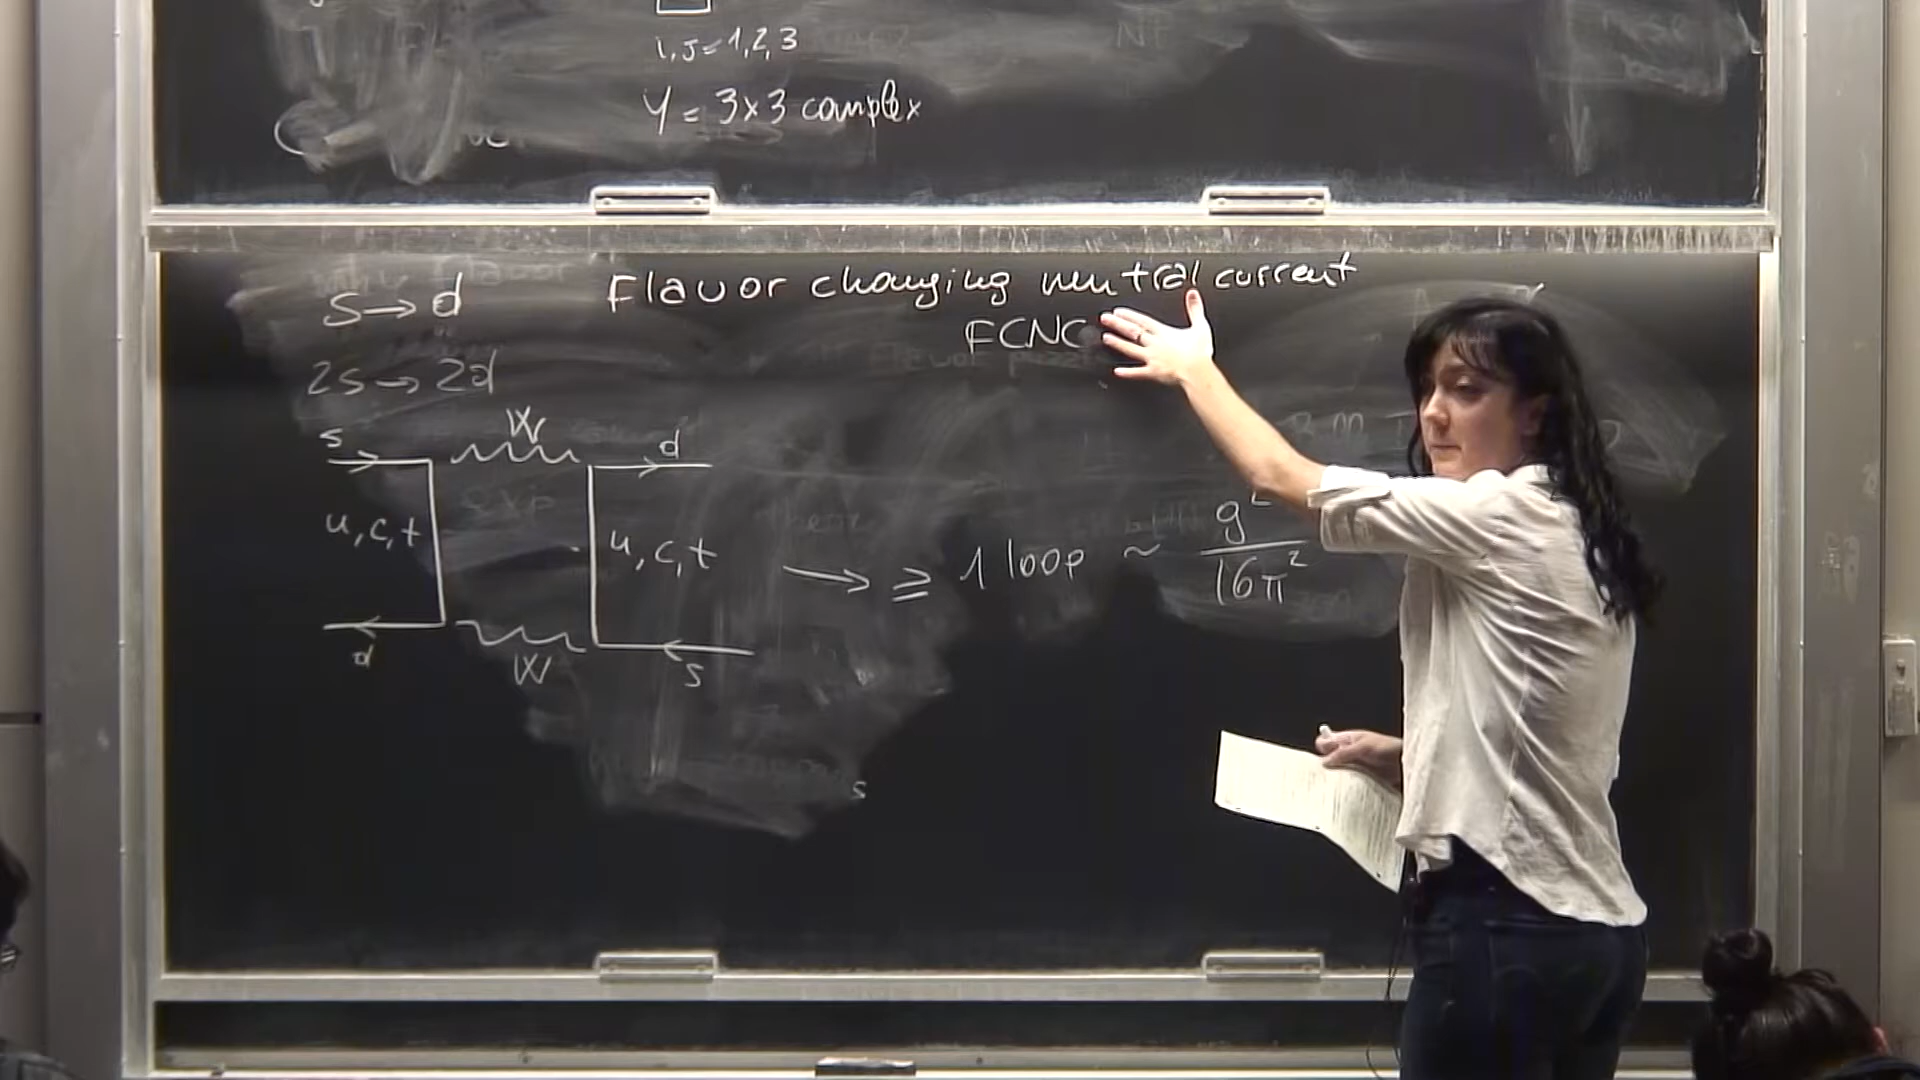 i,j=1,2,3
Y = 3x3 complex
s→d
Flavor changing neutral current
FCNC
2s→2d
s
W
d
u,c,t
u,c,t
→ ≥ 1 loop ~ g²/16π²
d
W
s
s